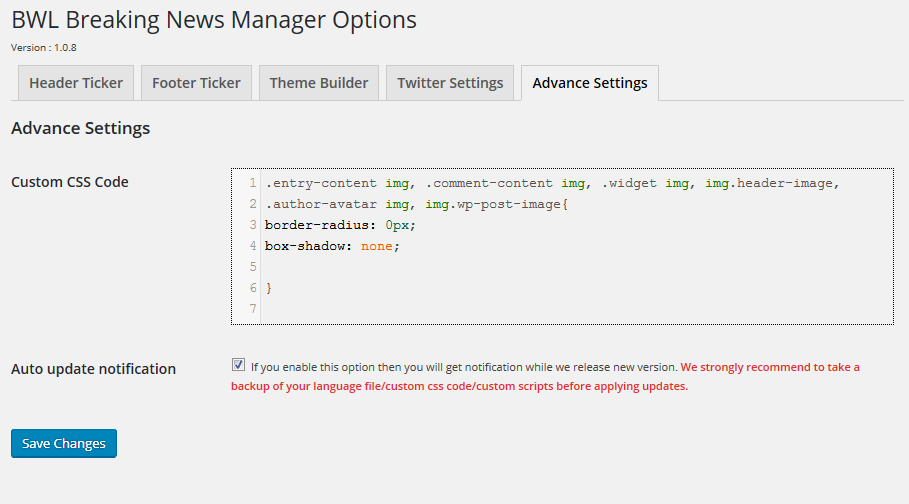 BWL Breaking News Manager Options
Version : 1.0.8
Header Ticker Footer Ticker Theme Builder Twitter Settings Advance Settings
Advance Settings
Custom CSS Code
1 .entry-content img, .comment-content img, .widget img, img.header-image,
2 .author-avatar img, img.wp-post-image{
3 border-radius: 0px;
4 box-shadow: none;
5
6 }
7
Auto update notification
If you enable this option then you will get notification while we release new version. We strongly recommend to take a
backup of your language file/custom css code/custom scripts before applying updates.
Save Changes